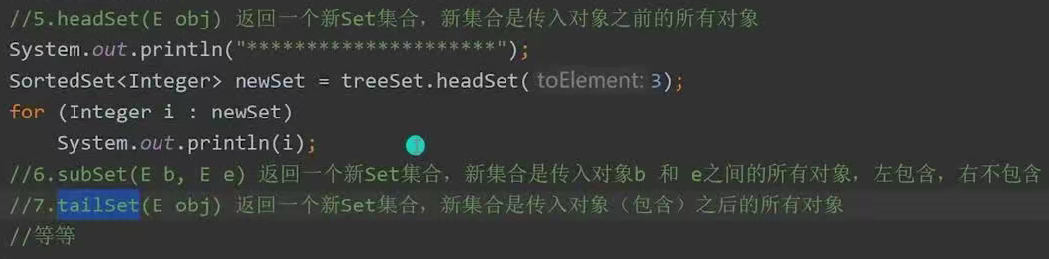 //5.headSet(E obj) 返回一个新Set集合，新集合是传入对象之前的所有对象
System.out.println("*********************");
SortedSet<Integer> newSet = treeSet.headSet( toElement: 3);
for (Integer i : newSet)
    System.out.println(i);
//6.subSet(E b, E e) 返回一个新Set集合，新集合是传入对象b 和 e之间的所有对象，左包含，右不包含
//7.tailSet(E obj) 返回一个新Set集合，新集合是传入对象（包含）之后的所有对象
//等等